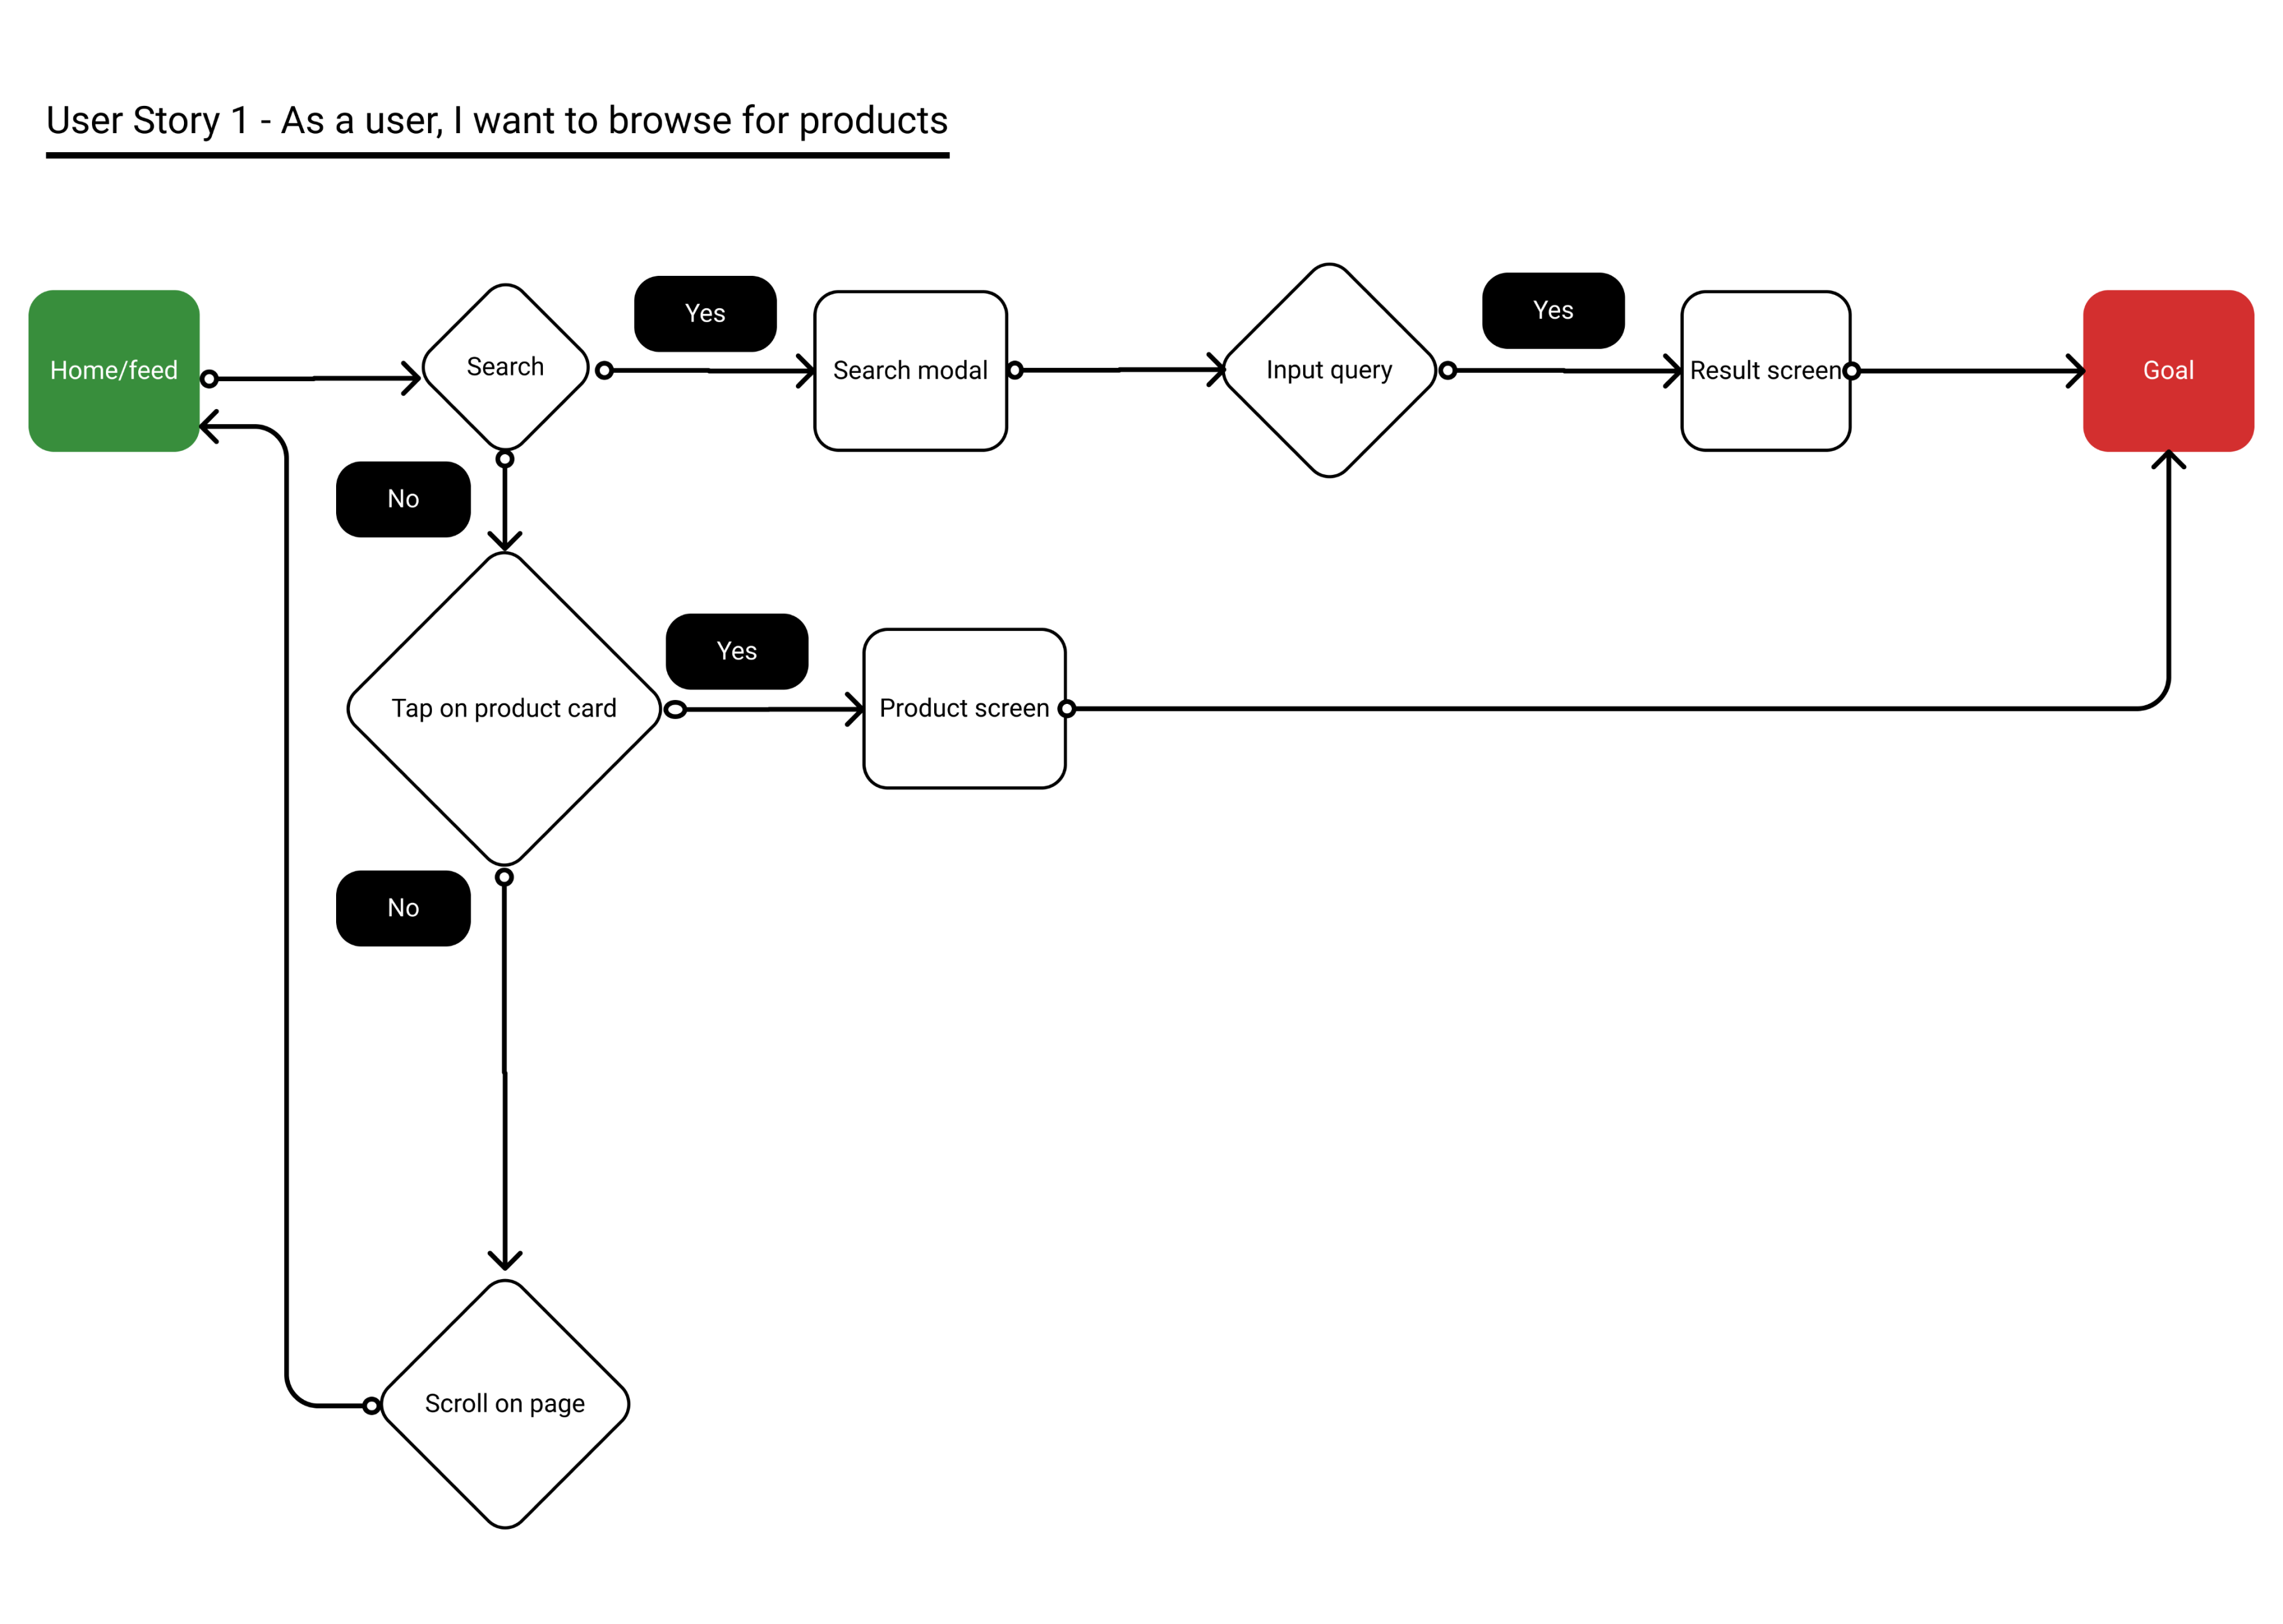 User Story 1 - As a user, I want to browse for products
Home/feed
Search
Yes
Search modal
Input query
Yes
Result screen
Goal
No
Tap on product card
Yes
Product screen
No
Scroll on page